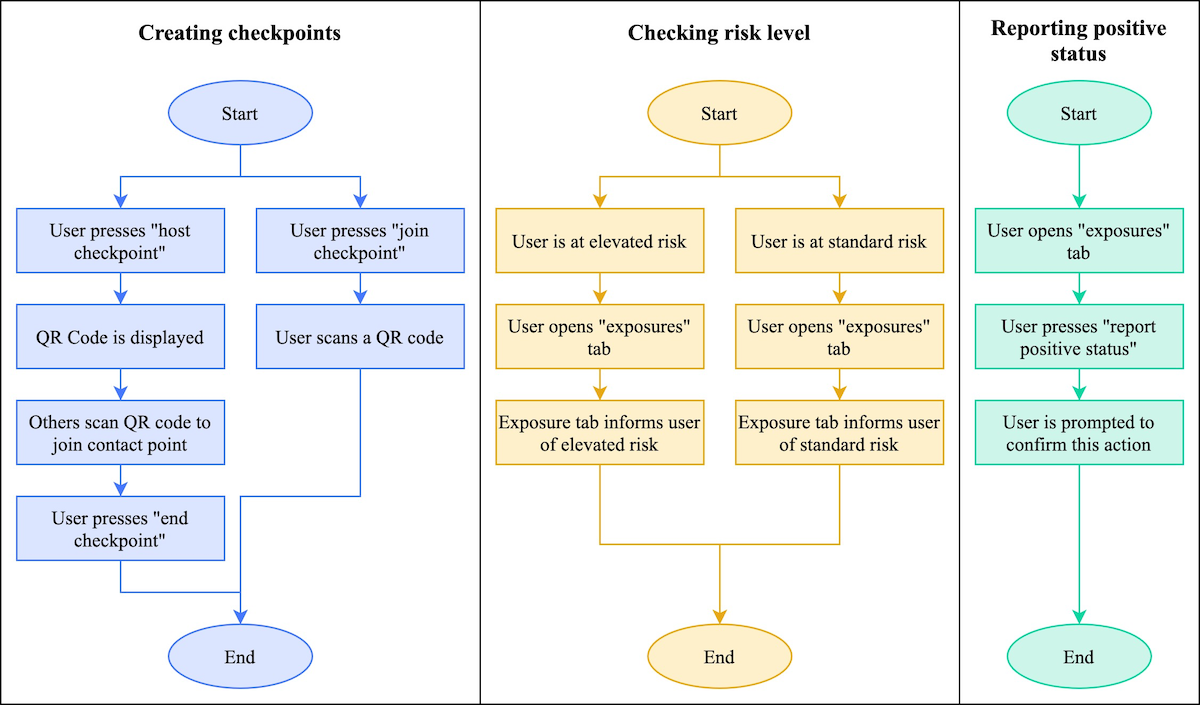 Creating checkpoints
Start
User presses "host
checkpoint"
QR Code is displayed
Others scan QR code to
join contact point
User presses "end
checkpoint"
User presses "join
checkpoint"
User scans a QR code
End
Checking risk level
Start
User is at elevated risk
User opens "exposures"
tab
Exposure tab informs user
of elevated risk
User is at standard risk
User opens "exposures"
tab
Exposure tab informs user
of standard risk
End
Reporting positive
status
Start
User opens "exposures"
tab
User presses "report
positive status"
User is prompted to
confirm this action
End